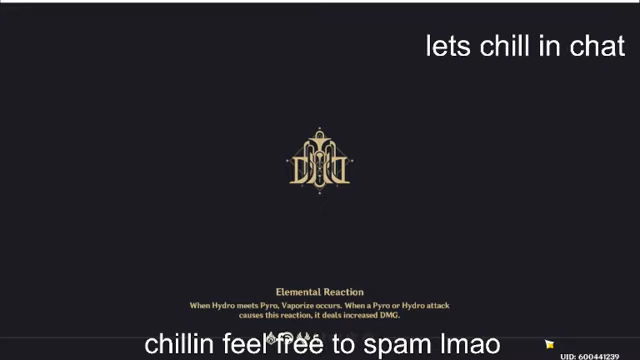 lets chill in chat
Elemental Reaction
When Hydro meets Pyro, Vaporize occurs. When a Pyro or Hydro attack
causes this reaction, it deals increased DMG.
chillin feel free to spam lmao
UID: 600441239